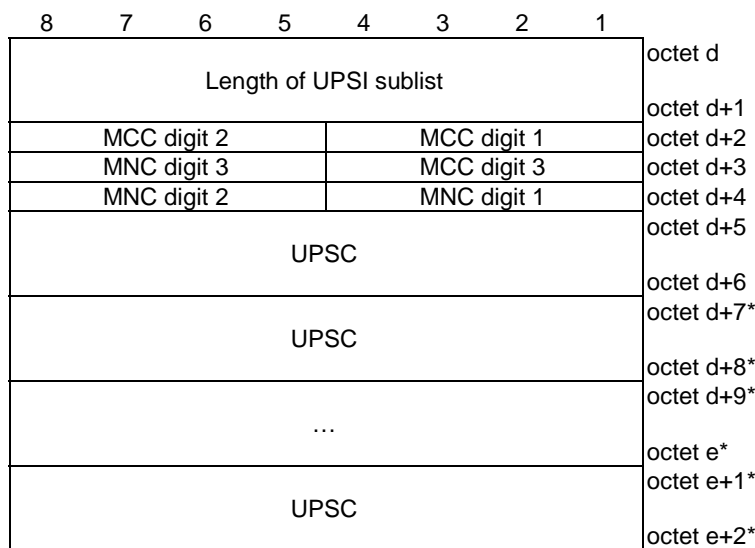 8 7 6 5 4 3 2 1
octet d
Length of UPSI sublist
octet d+1
MCC digit 2 MCC digit 1 octet d+2
MNC digit 3 MCC digit 3 octet d+3
MNC digit 2 MNC digit 1 octet d+4
octet d+5
UPSC
octet d+6
octet d+7*
UPSC
octet d+8*
octet d+9*
…
octet e*
octet e+1*
UPSC
octet e+2*